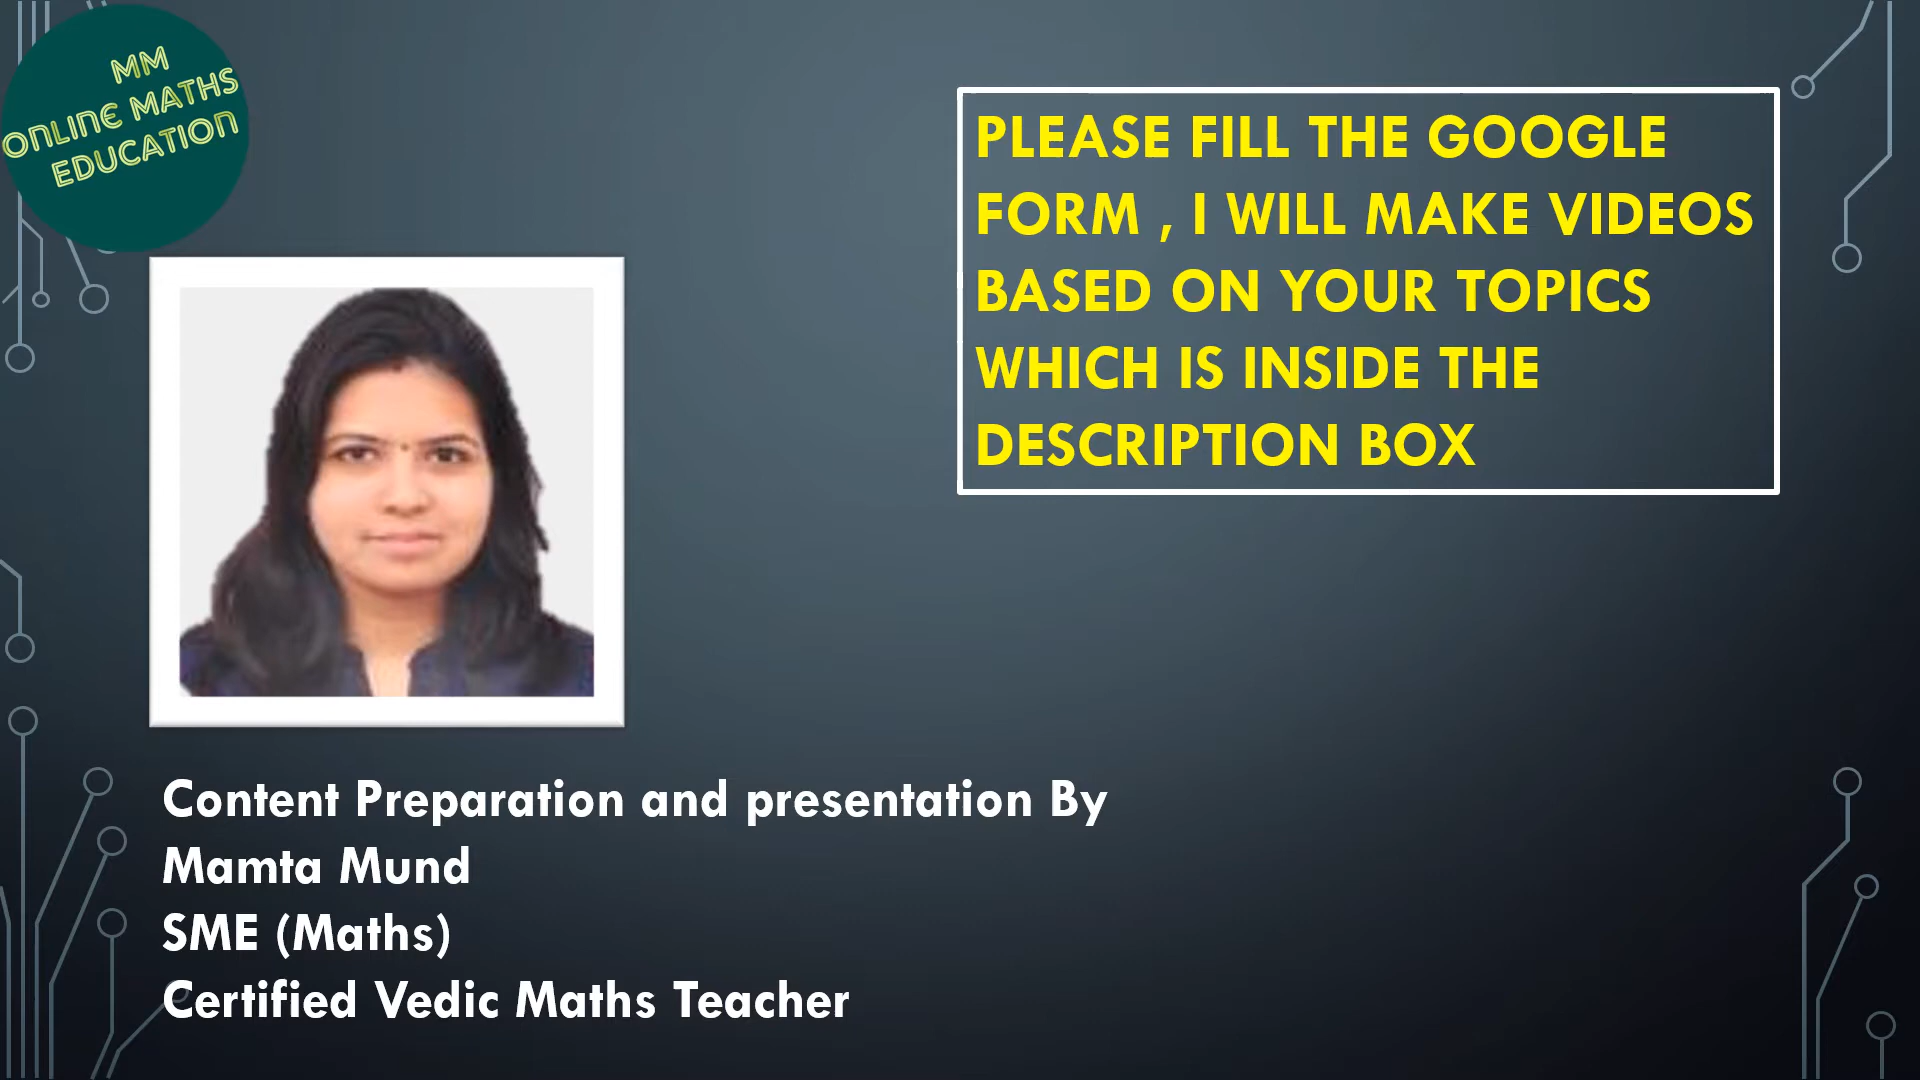 MM
ONLINE MATHS
EDUCATION
PLEASE FILL THE GOOGLE
FORM , I WILL MAKE VIDEOS
BASED ON YOUR TOPICS
WHICH IS INSIDE THE
DESCRIPTION BOX
Content Preparation and presentation By
Mamta Mund
SME (Maths)
Certified Vedic Maths Teacher